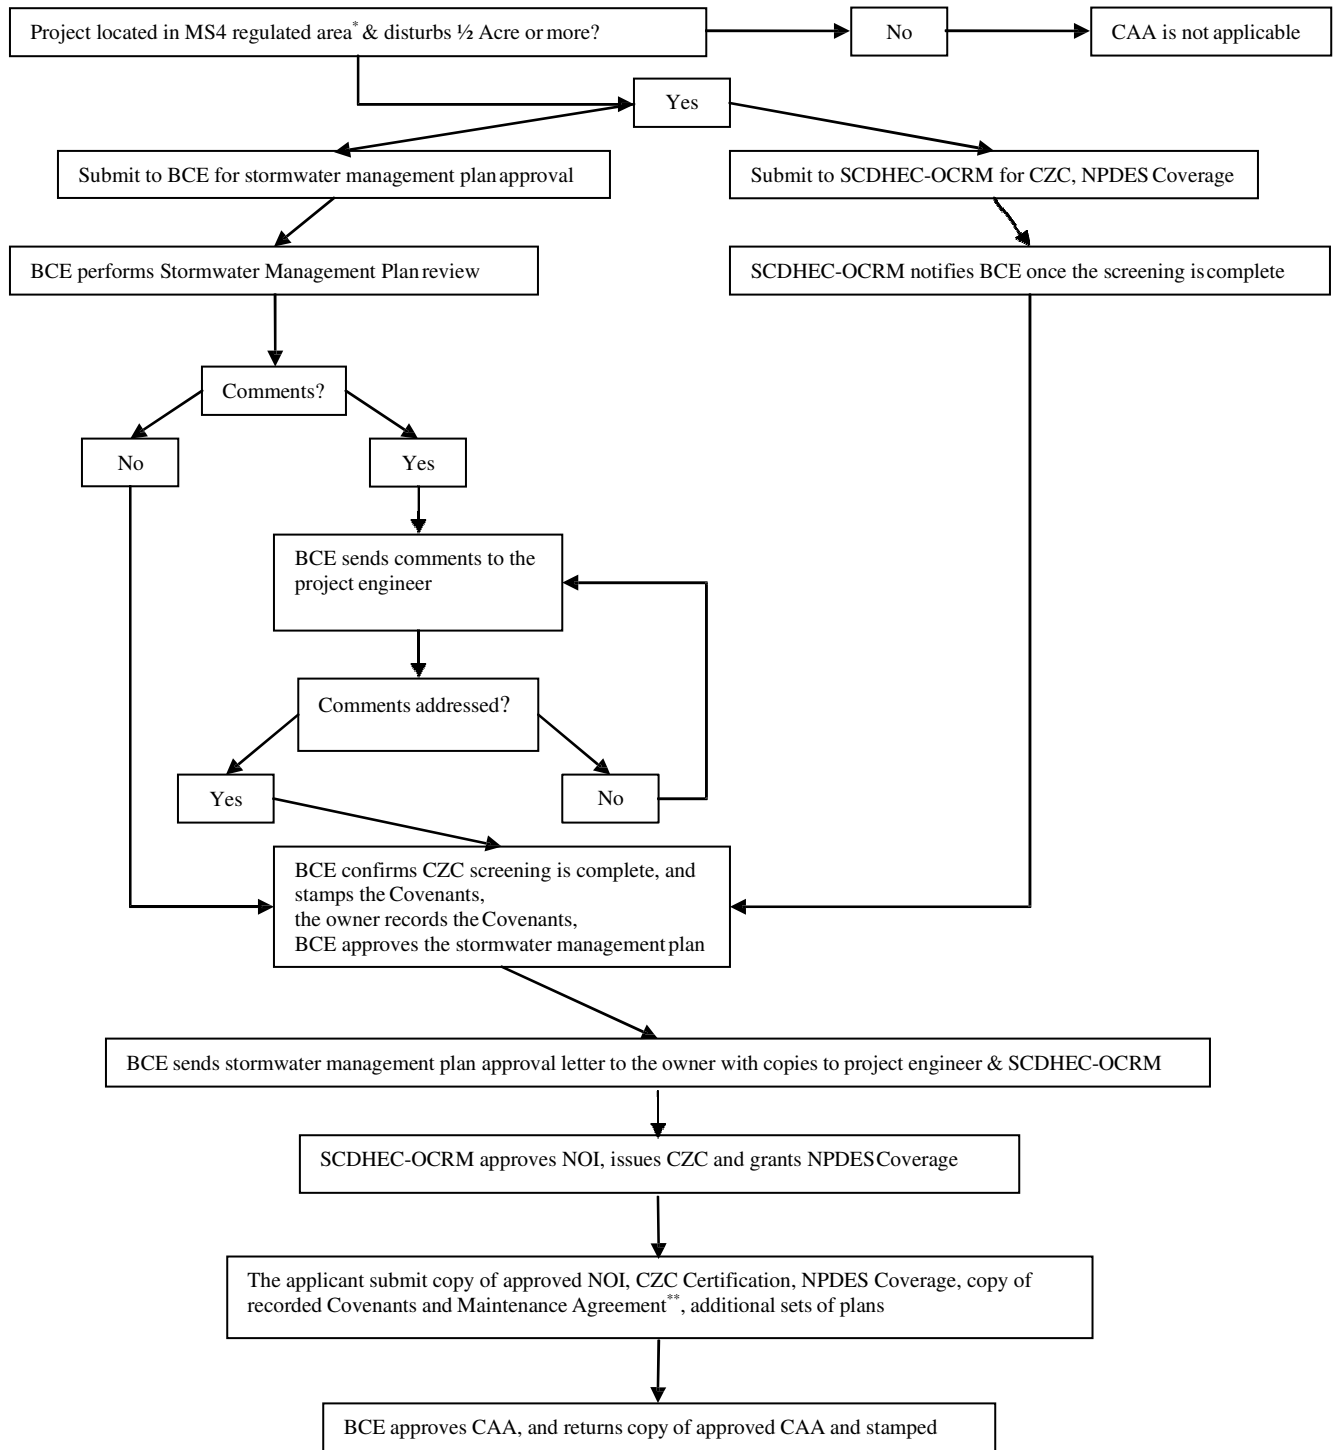 Project located in MS4 regulated area* & disturbs ½ Acre or more?
No
CAA is not applicable
Yes
Submit to BCE for stormwater management plan approval
Submit to SCDHEC-OCRM for CZC, NPDES Coverage
BCE performs Stormwater Management Plan review
SCDHEC-OCRM notifies BCE once the screening is complete
Comments?
No
Yes
BCE sends comments to the
project engineer
Comments addressed?
Yes
No
BCE confirms CZC screening is complete, and
stamps the Covenants,
the owner records the Covenants,
BCE approves the stormwater management plan
BCE sends stormwater management plan approval letter to the owner with copies to project engineer & SCDHEC-OCRM
SCDHEC-OCRM approves NOI, issues CZC and grants NPDES Coverage
The applicant submit copy of approved NOI, CZC Certification, NPDES Coverage, copy of
recorded Covenants and Maintenance Agreement**, additional sets of plans
BCE approves CAA, and returns copy of approved CAA and stamped